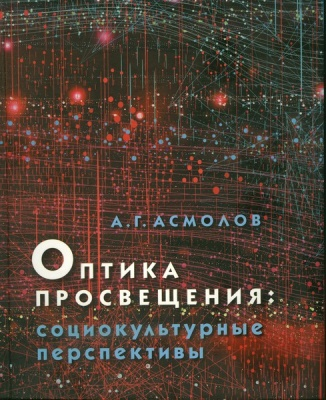 А.Г. АСМОЛОВ
ОПТИКА
ПРОСВЕЩЕНИЯ:
социокультурные
перспективы